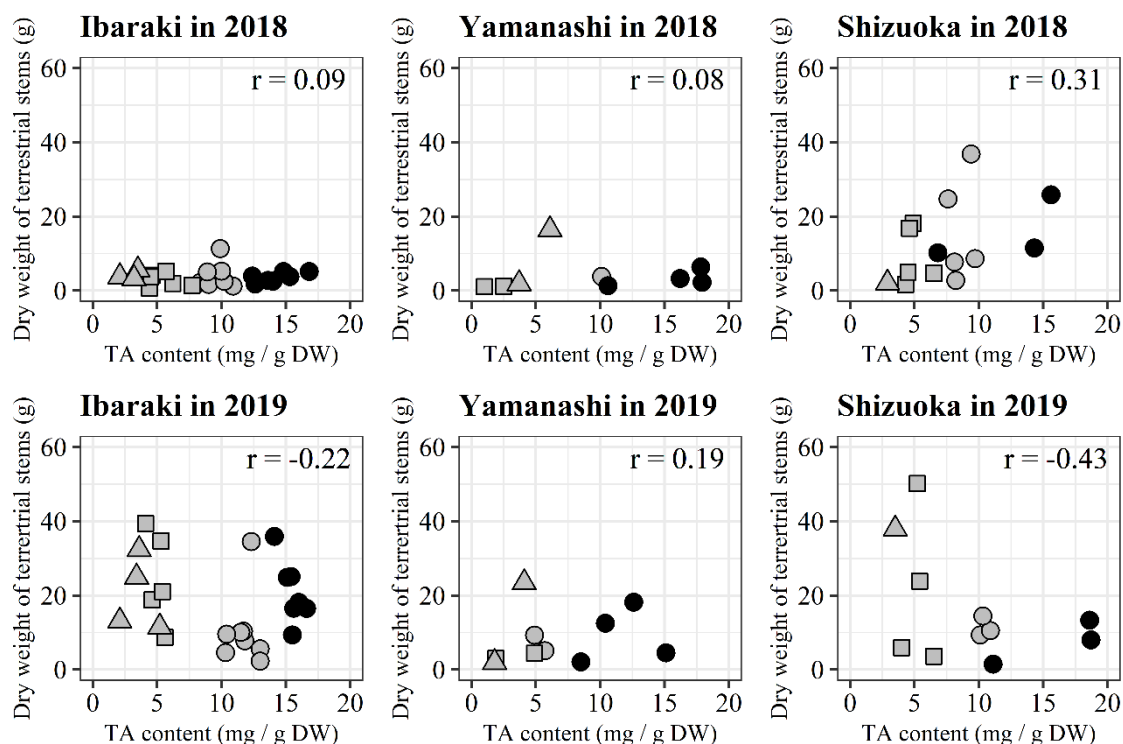 Ibaraki in 2018
Dry weight of terrestrial stems (g)
60
40
20
0
r = 0.09
0 5 10 15 20
TA content (mg / g DW)
Yamanashi in 2018
Dry weight of terrestrial stems (g)
60
40
20
0
r = 0.08
0 5 10 15 20
TA content (mg / g DW)
Shizuoka in 2018
Dry weight of terrestrial stems (g)
60
40
20
0
r = 0.31
0 5 10 15 20
TA content (mg / g DW)
Ibaraki in 2019
Dry weight of terrertrial stems (g)
60
40
20
0
r = -0.22
0 5 10 15 20
TA content (mg / g DW)
Yamanashi in 2019
Dry weight of terrertrial stems (g)
60
40
20
0
r = 0.19
0 5 10 15 20
TA content (mg / g DW)
Shizuoka in 2019
Dry weight of terrertrial stems (g)
60
40
20
0
r = -0.43
0 5 10 15 20
TA content (mg / g DW)